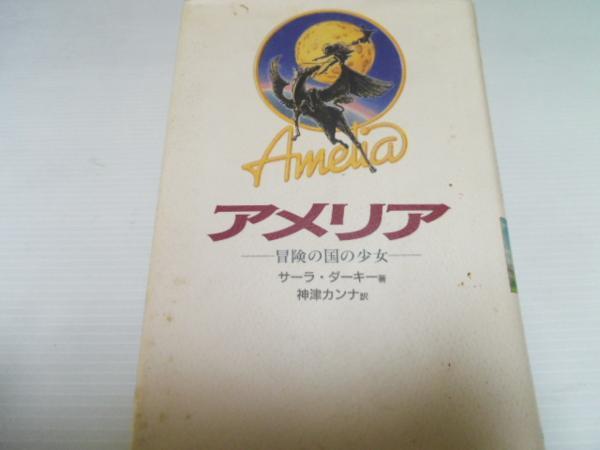 Amelia
アメリア
冒険の国の少女
サーラ・ダーキー著
神津カンナ訳